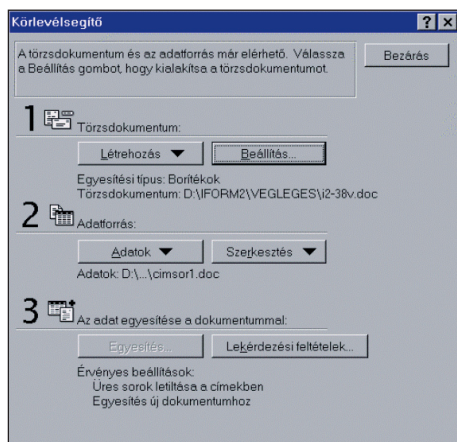 Körlevélsegítő
A törzsdokumentum és az adatforrás már elérhető. Válassza
a Beállítás gombot, hogy kialakítsa a törzsdokumentumot.
Bezárás
1 Törzsdokumentum:
Létrehozás Beállítás...
Egyesítési típus: Borítékok
Törzsdokumentum: D:\IFORM2\VEGLEGES\i2-38v.doc
2 Adatforrás:
Adatok Szerkesztés
Adatok: D:\...\cimsor1.doc
3 Az adat egyesítése a dokumentummal:
Egyesítés... Lekérdezési feltételek...
Érvényes beállítások:
Üres sorok letiltása a címekben
Egyesítés új dokumentumhoz